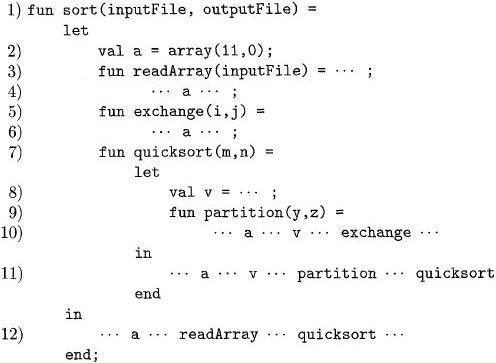 1) fun sort(inputFile, outputFile) =
let
2) val a = array(11,0);
3) fun readArray(inputFile) = ··· ;
4) ··· a ··· ;
5) fun exchange(i,j) =
6) ··· a ··· ;
7) fun quicksort(m,n) =
let
8) val v = ··· ;
9) fun partition(y,z) =
10) ··· a ··· v ··· exchange ···
in
11) ··· a ··· v ··· partition ··· quicksort
end
in
12) ··· a ··· readArray ··· quicksort ···
end;